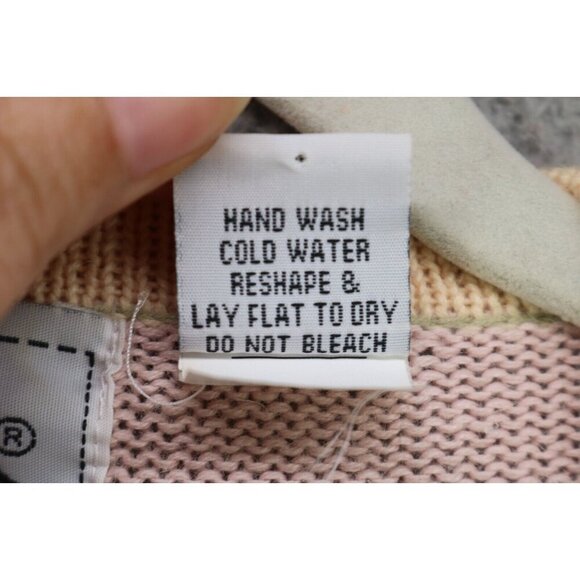 HAND WASH
COLD WATER
RESHAPE &
LAY FLAT TO DRY
DO NOT BLEACH
®